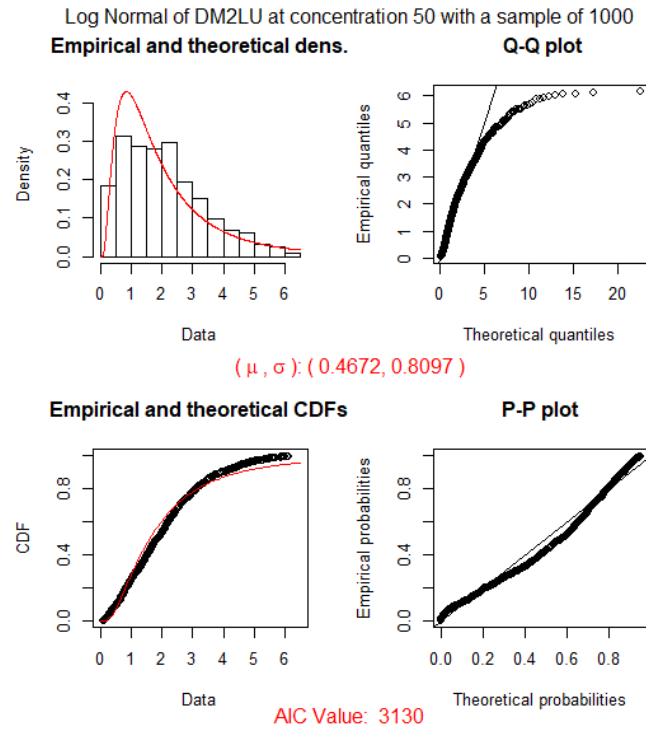 Log Normal of DM2LU at concentration 50 with a sample of 1000
Empirical and theoretical dens.
Density
0.0 0.1 0.2 0.3 0.4
0 1 2 3 4 5 6
Data
Q-Q plot
Empirical quantiles
0 1 2 3 4 5 6
0 5 10 15 20
Theoretical quantiles
( μ , σ ): ( 0.4672, 0.8097 )
Empirical and theoretical CDFs
CDF
0.0 0.4 0.8
0 1 2 3 4 5 6
Data
P-P plot
Empirical probabilities
0.0 0.4 0.8
0.0 0.2 0.4 0.6 0.8
Theoretical probabilities
AIC Value: 3130